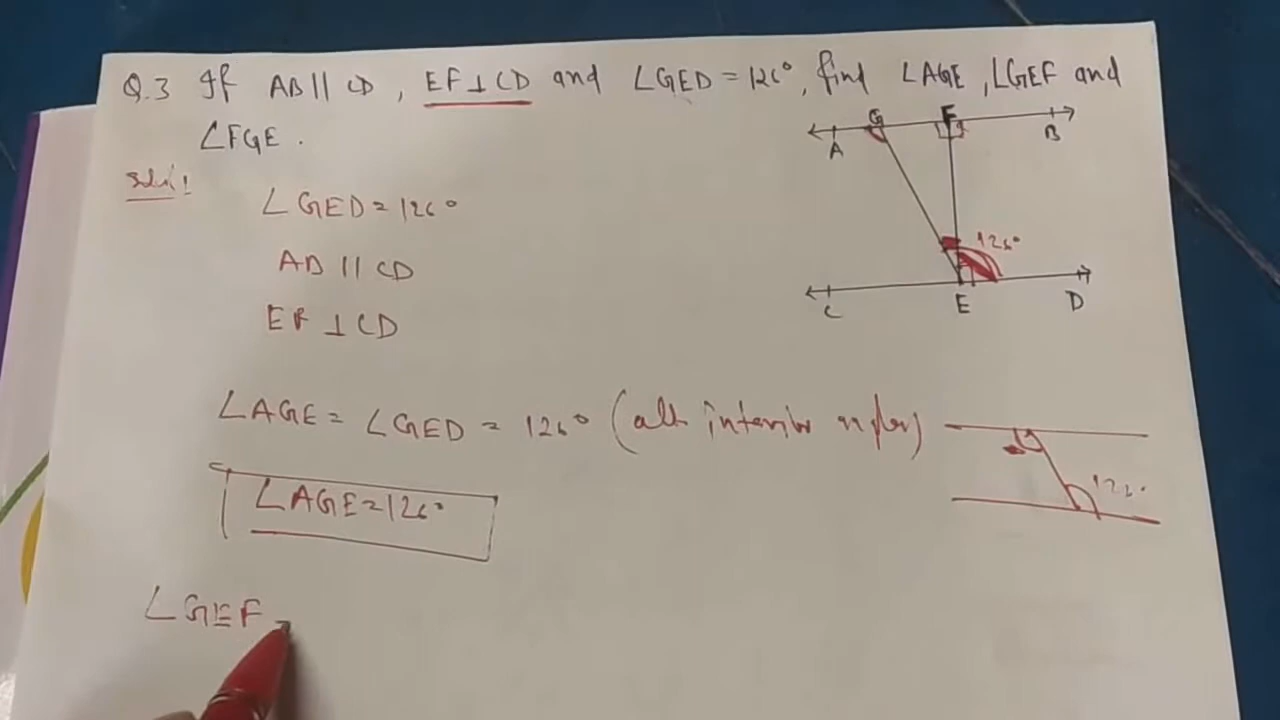 Q.3 If AB || CD, EF ⊥ CD and ∠GED = 126°, find ∠AGE, ∠GEF and
∠FGE.
G F
A B
Soln:
∠GED = 126°
126°
AB || CD
E D
C
EF ⊥ CD
∠AGE = ∠GED = 126° (alt interior angles)
126°
∠AGE = 126°
∠GEF =